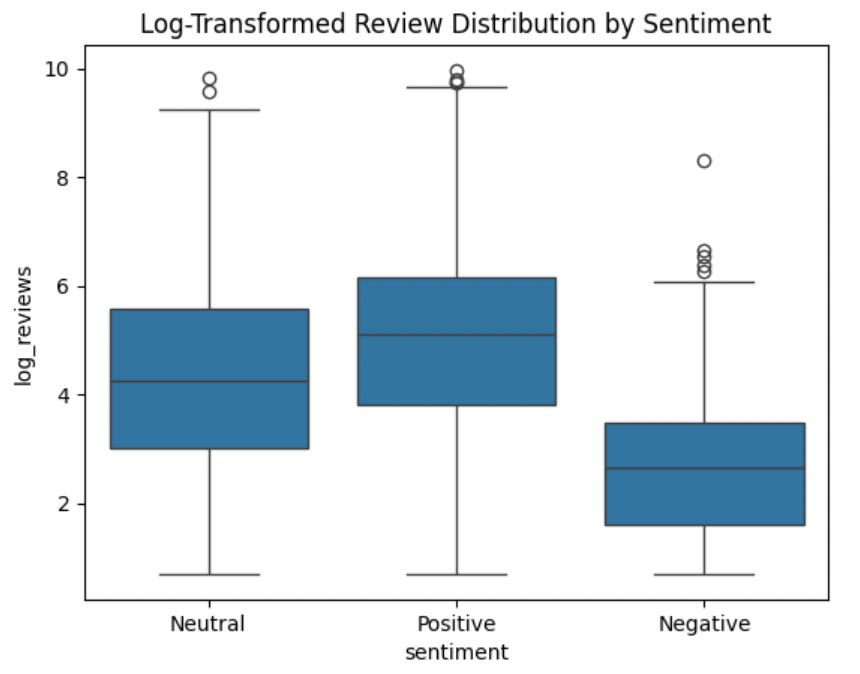 Log-Transformed Review Distribution by Sentiment
10
8
6
4
2
log_reviews
Neutral
Positive
Negative
sentiment